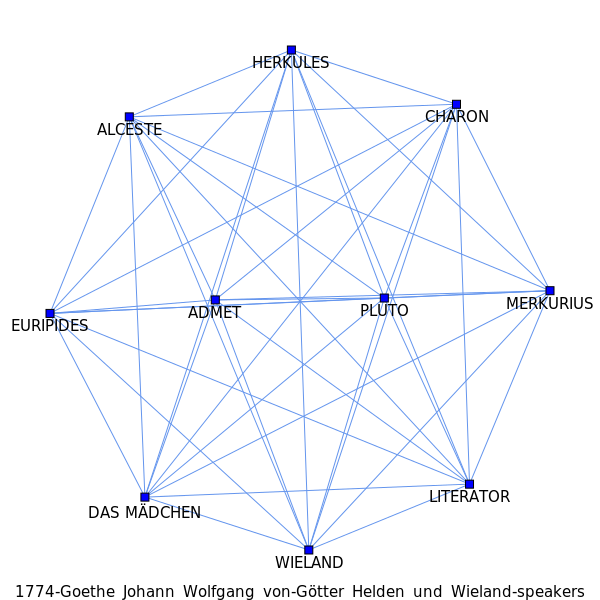 HERKULES
CHARON
ALCESTE
MERKURIUS
ADMET
PLUTO
EURIPIDES
LITERATOR
DAS MÄDCHEN
WIELAND
1774-Goethe Johann Wolfgang von-Götter Helden und Wieland-speakers